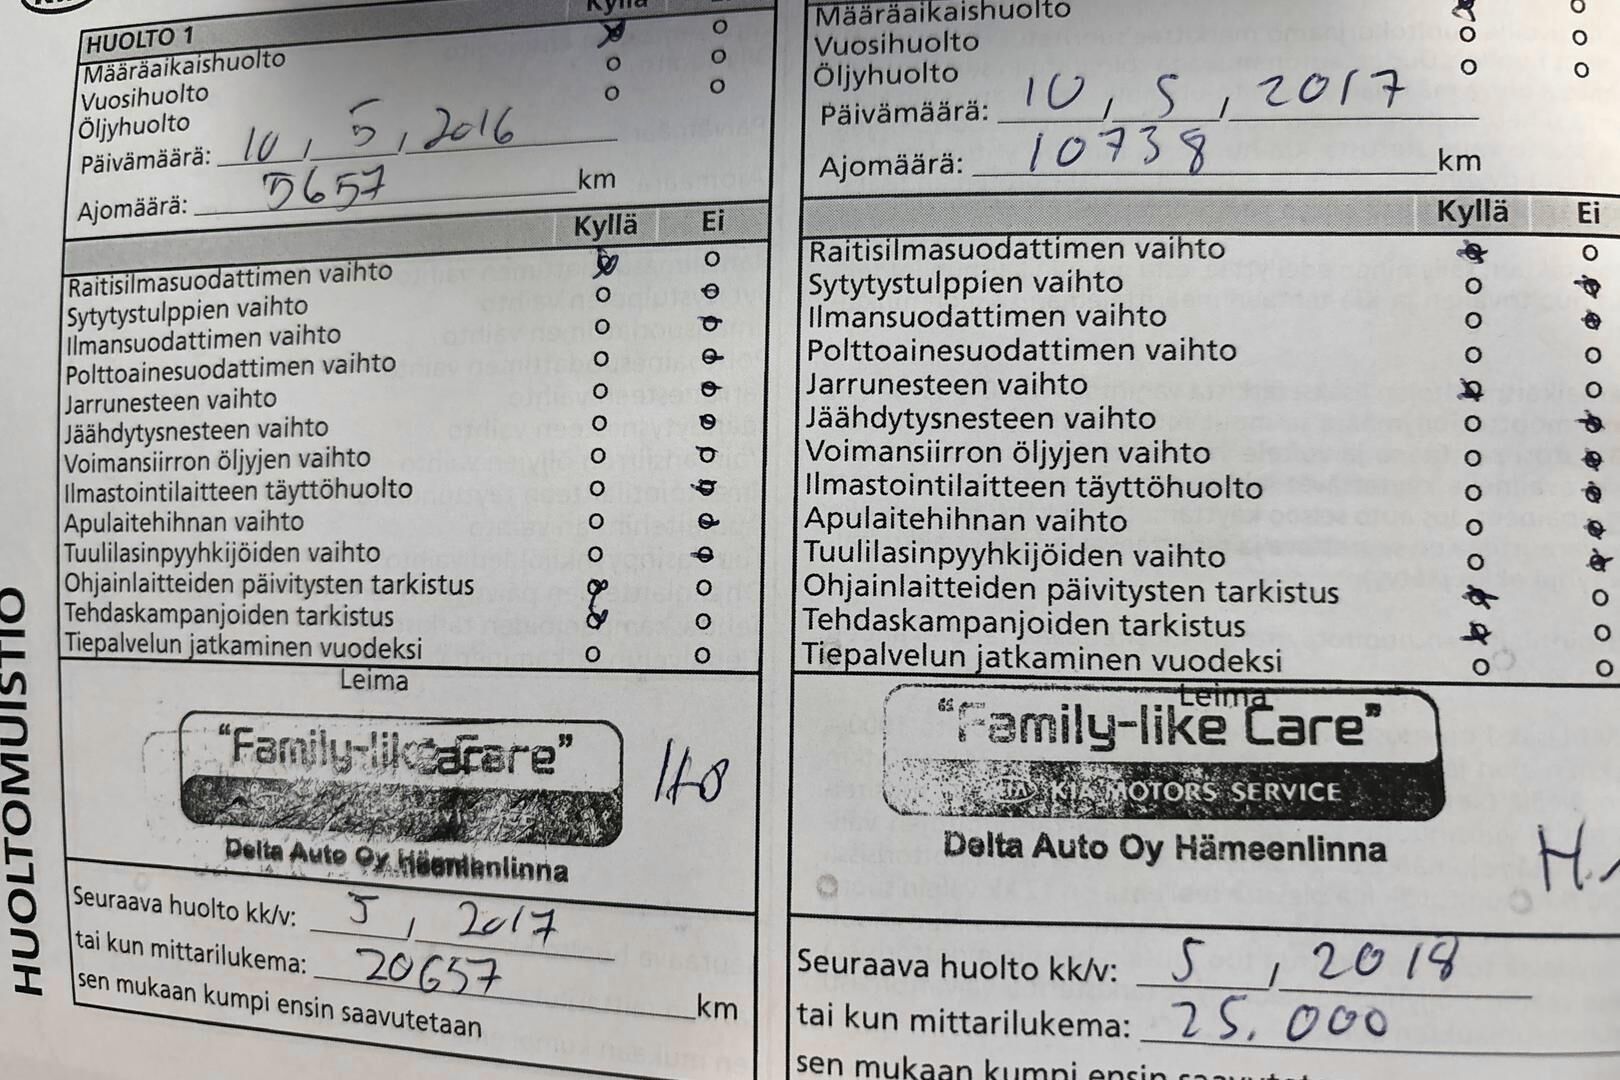 HUOLTOMUISTIO
Kyllä
HUOLTO 1
Määräaikaishuolto
Vuosihuolto
Öljyhuolto
Päivämäärä: 10, 5, 2016
Ajomäärä: 5657 km
Kyllä Ei
Raitisilmasuodattimen vaihto
Sytytystulppien vaihto
Ilmansuodattimen vaihto
Polttoainesuodattimen vaihto
Jarrunesteen vaihto
Jäähdytysnesteen vaihto
Voimansiirron öljyjen vaihto
Ilmastointilaitteen täyttöhuolto
Apulaitehihnan vaihto
Tuulilasinpyyhkijöiden vaihto
Ohjainlaitteiden päivitysten tarkistus
Tehdaskampanjoiden tarkistus
Tiepalvelun jatkaminen vuodeksi
Leima
"Family-like Care"
Delta Auto Oy Hämeenlinna
Seuraava huolto kk/v: 5, 2017
tai kun mittarilukema: 20657 km
sen mukaan kumpi ensin saavutetaan
Määräaikaishuolto
Vuosihuolto
Öljyhuolto
Päivämäärä: 10, 5, 2017
Ajomäärä: 10738 km
Kyllä Ei
Raitisilmasuodattimen vaihto
Sytytystulppien vaihto
Ilmansuodattimen vaihto
Polttoainesuodattimen vaihto
Jarrunesteen vaihto
Jäähdytysnesteen vaihto
Voimansiirron öljyjen vaihto
Ilmastointilaitteen täyttöhuolto
Apulaitehihnan vaihto
Tuulilasinpyyhkijöiden vaihto
Ohjainlaitteiden päivitysten tarkistus
Tehdaskampanjoiden tarkistus
Tiepalvelun jatkaminen vuodeksi
Leima
"Family-like Care"
KIA KIA MOTORS SERVICE
Delta Auto Oy Hämeenlinna
Seuraava huolto kk/v: 5, 2018
tai kun mittarilukema: 25.000
sen mukaan kumpi ensin